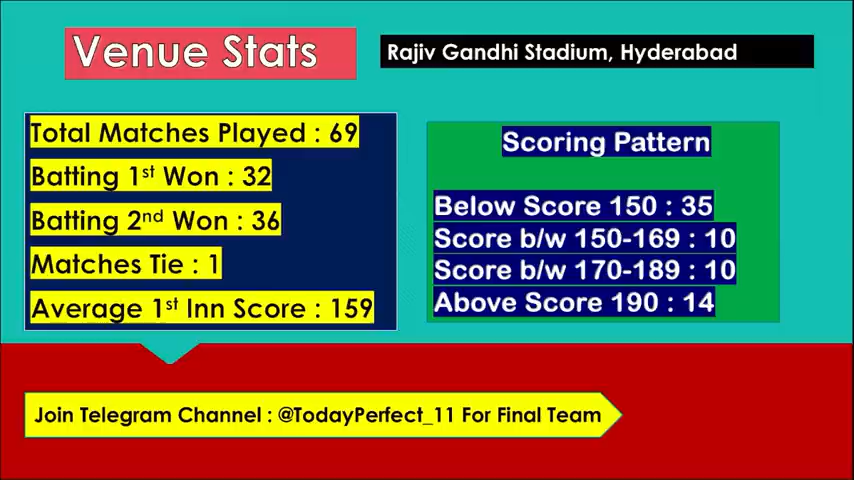 Venue Stats
Rajiv Gandhi Stadium, Hyderabad
Total Matches Played : 69
Batting 1st Won : 32
Batting 2nd Won : 36
Matches Tie : 1
Average 1st Inn Score : 159
Scoring Pattern
Below Score 150 : 35
Score b/w 150-169 : 10
Score b/w 170-189 : 10
Above Score 190 : 14
Join Telegram Channel : @TodayPerfect_11 For Final Team